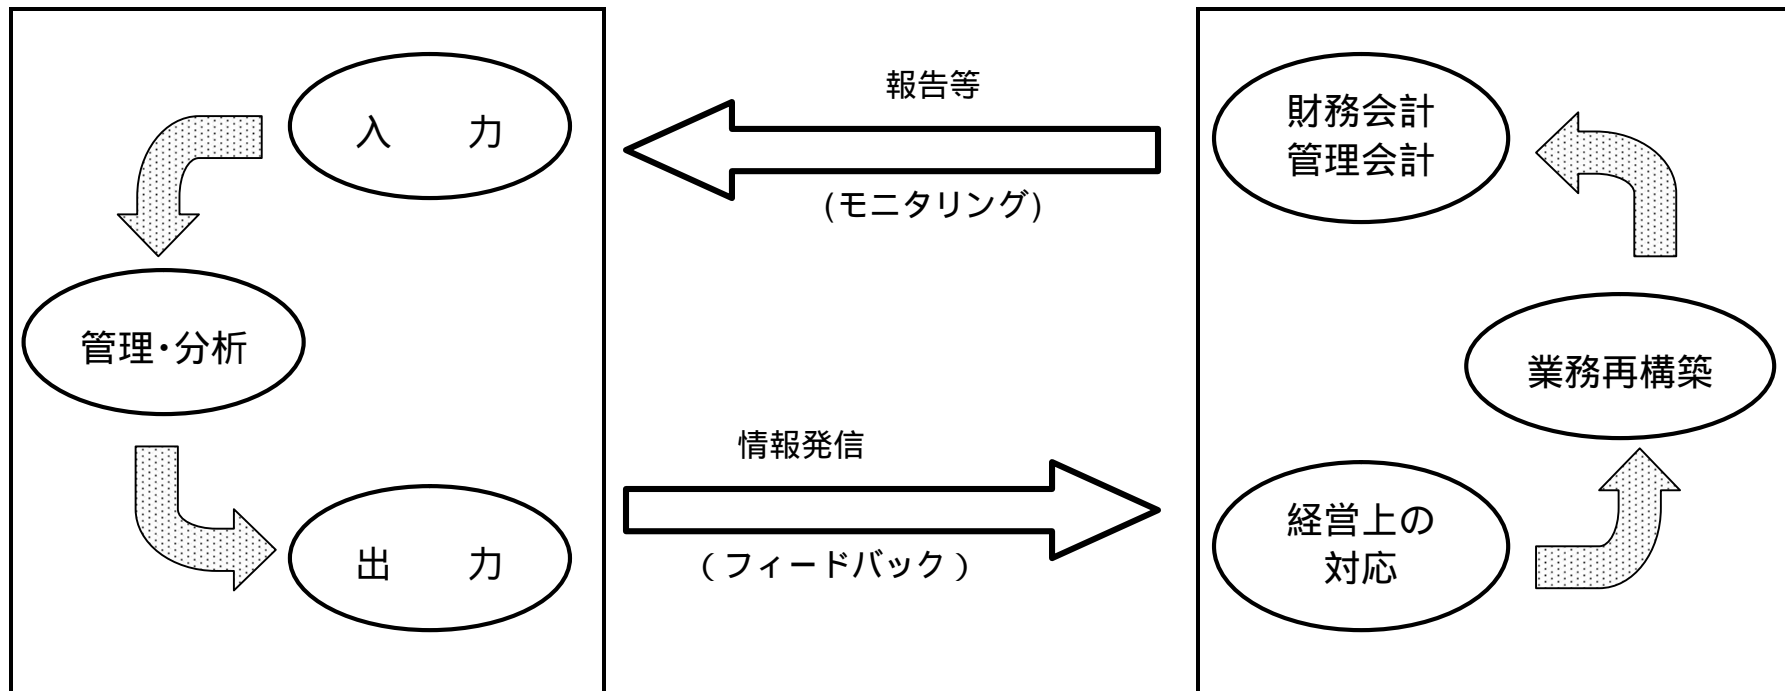 入　　力
管理･分析
出　　力
報告等
(モニタリング)
情報発信
（フィードバック）
財務会計
管理会計
業務再構築
経営上の
対応